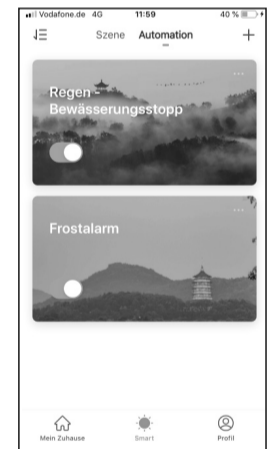 Vodafone.de 4G 11:59 40 %
Szene Automation
Regen -
Bewässerungsstopp
Frostalarm
Mein Zuhause Smart Profil